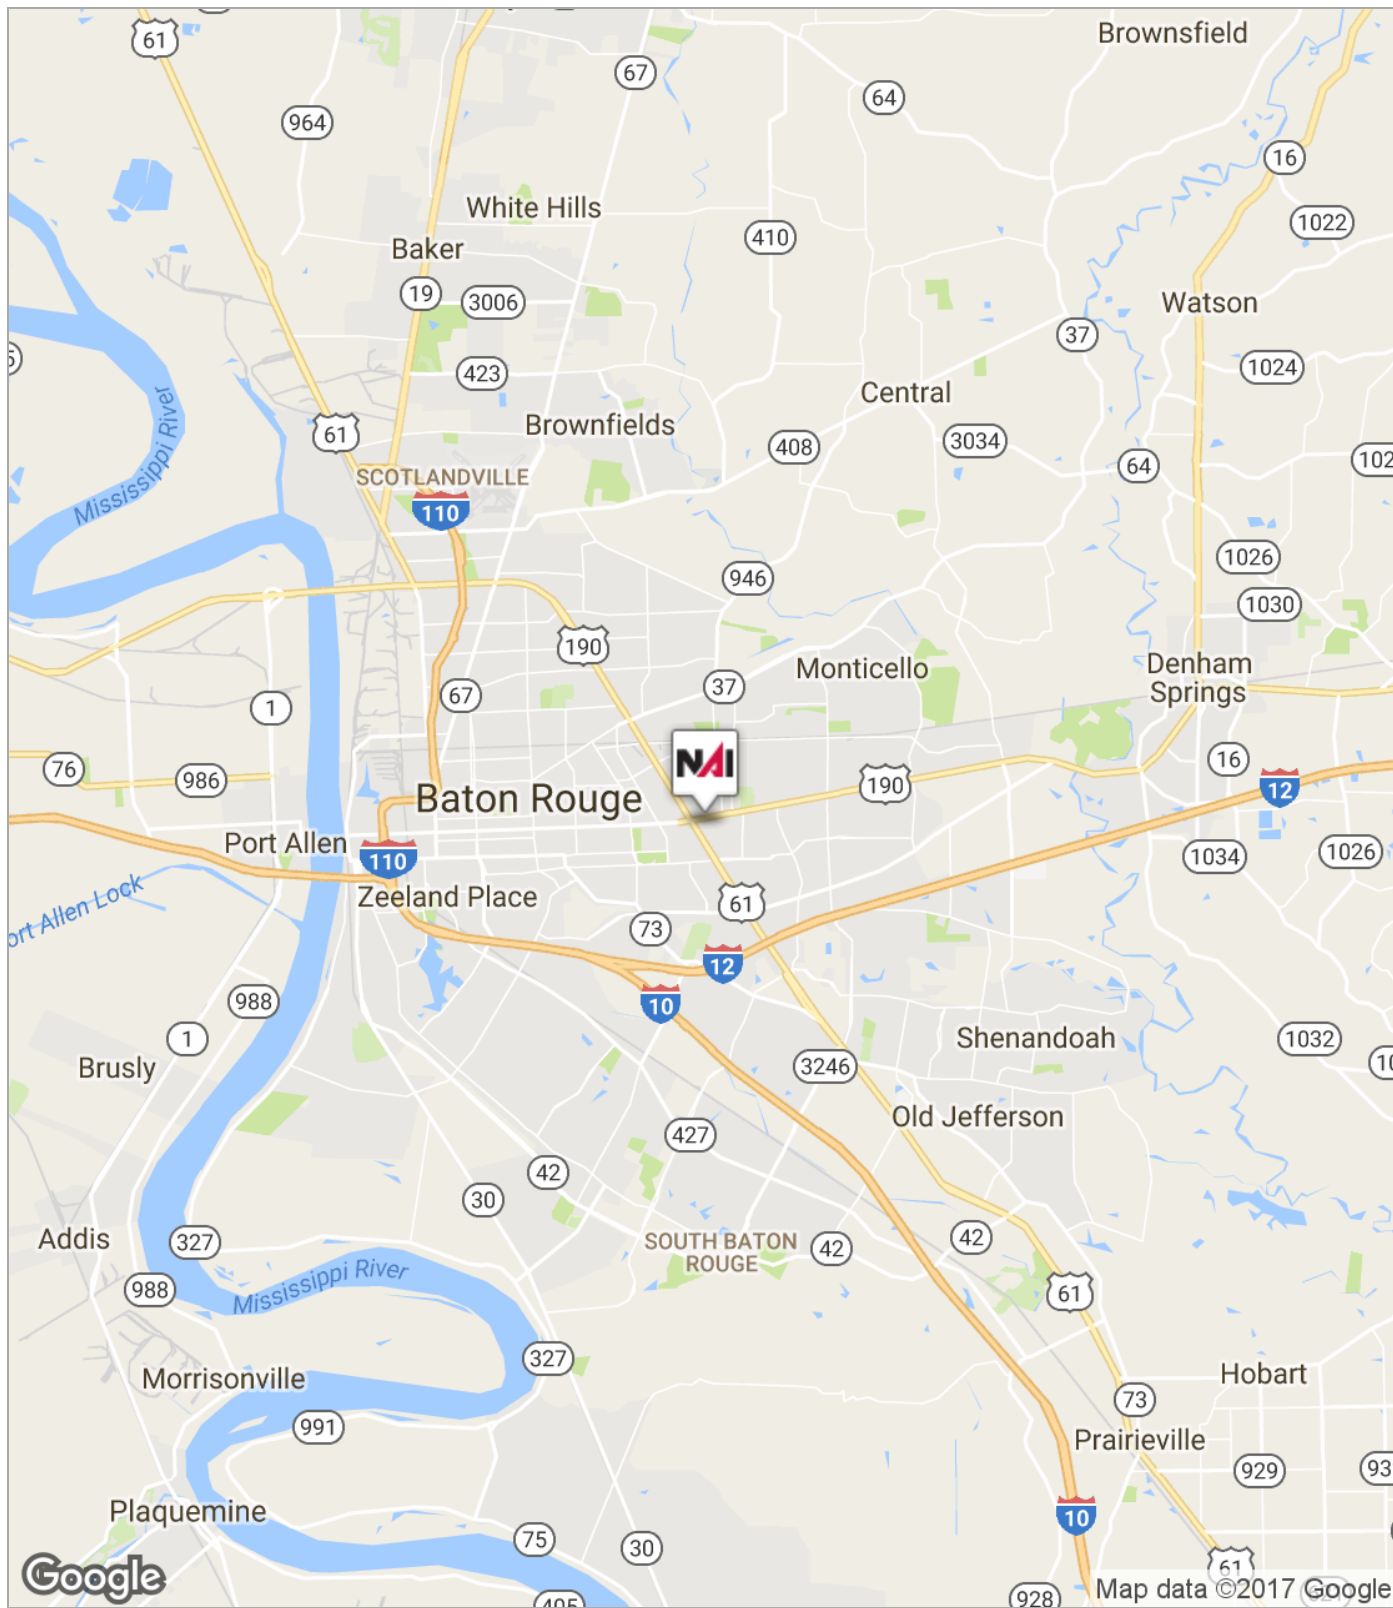 61
67
Brownsfield
64
964
16
White Hills
1022
410
Baker
19
3006
Watson
37
423
1024
Central
Mississippi River
61
Brownfields
408
3034
64
SCOTLANDVILLE
110
1026
946
1030
190
Monticello
Denham
Springs
37
67
1
76
986
NAI
190
16
12
Baton Rouge
Port Allen
110
1034
1026
Zeeland Place
61
ort Allen Lock
73
12
988
10
1
Shenandoah
1032
Brusly
3246
Old Jefferson
427
42
30
Addis
327
SOUTH BATON
ROUGE
42
42
988
Mississippi River
61
327
Hobart
Morrisonville
73
991
Prairieville
929
Plaquemine
10
75
30
61
Google
928
Map data ©2017 Google